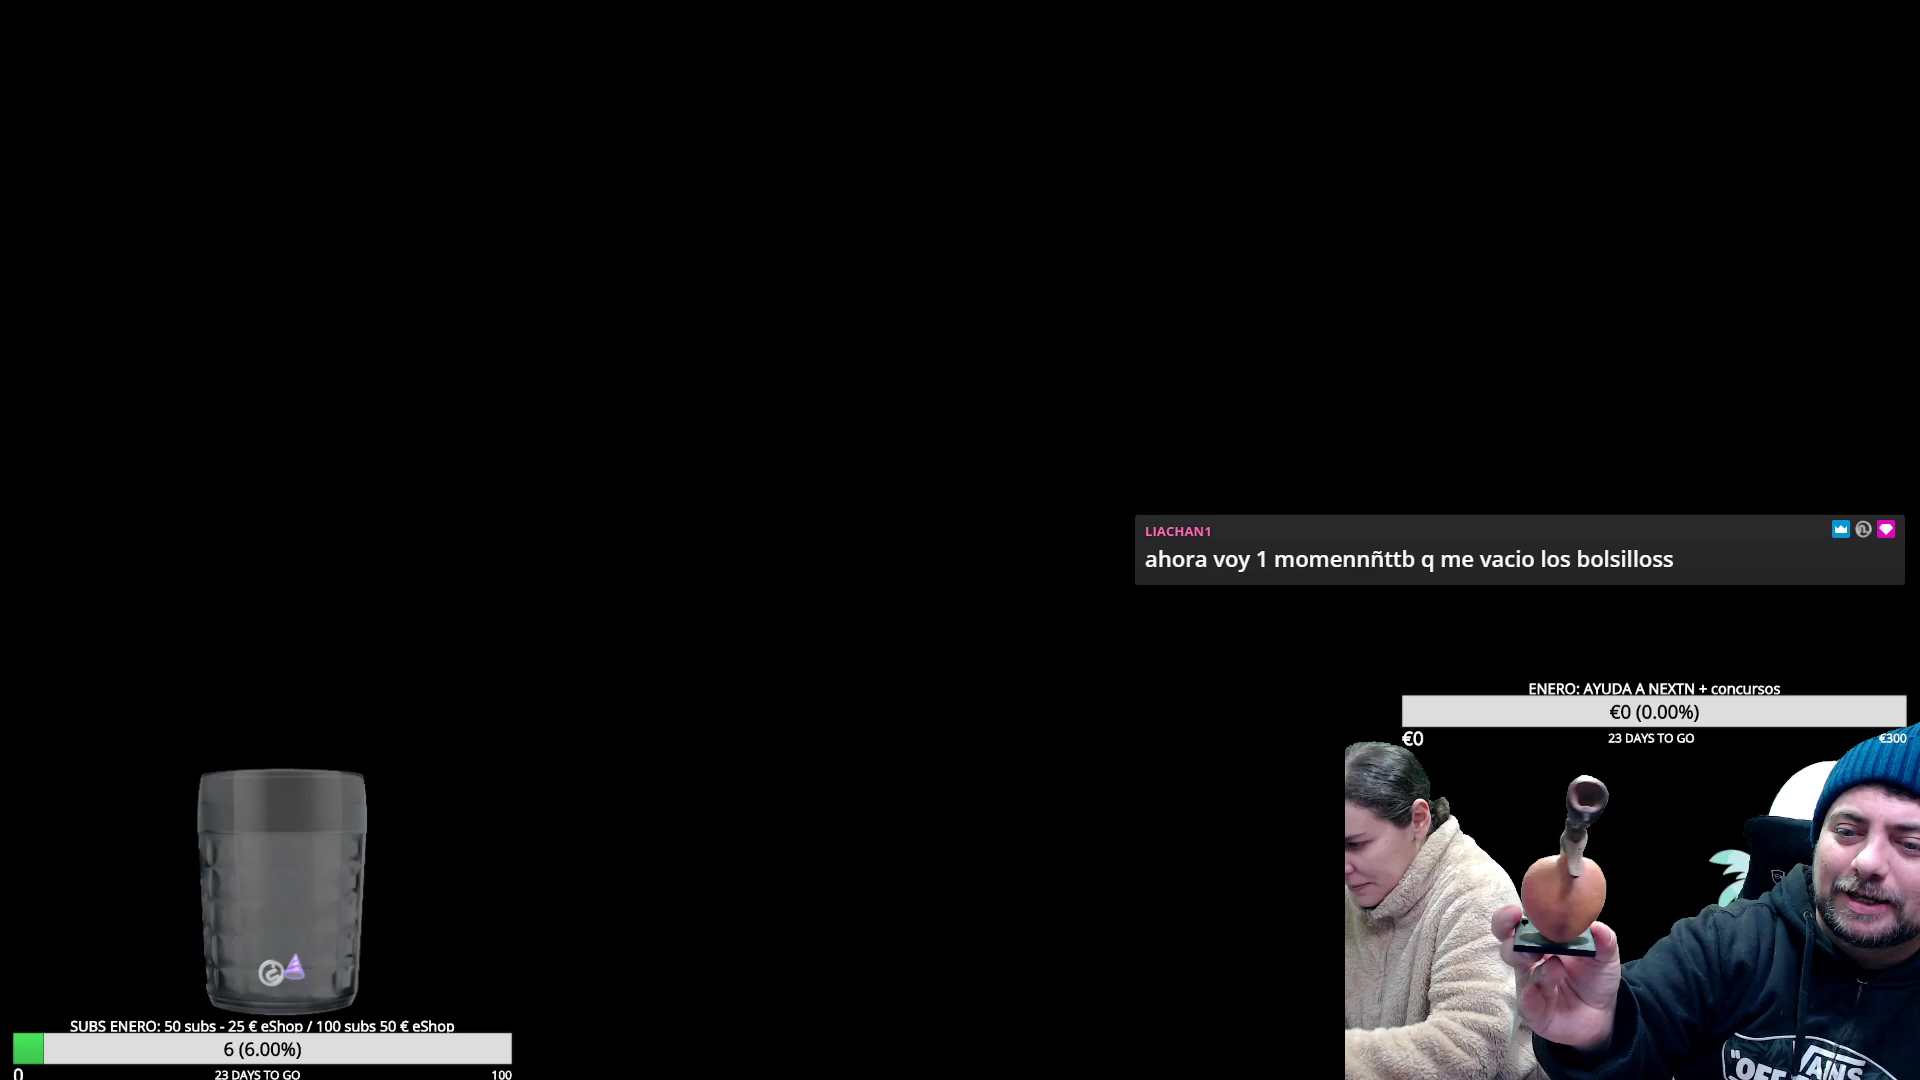 LIACHAN1
ahora voy 1 momennñttb q me vacio los bolsilloss
ENERO: AYUDA A NEXTN + concursos
€0 (0.00%)
€0
23 DAYS TO GO
€300
SUBS ENERO: 50 subs - 25 € eShop / 100 subs 50 € eShop
6 (6.00%)
0
23 DAYS TO GO
100
"OFF